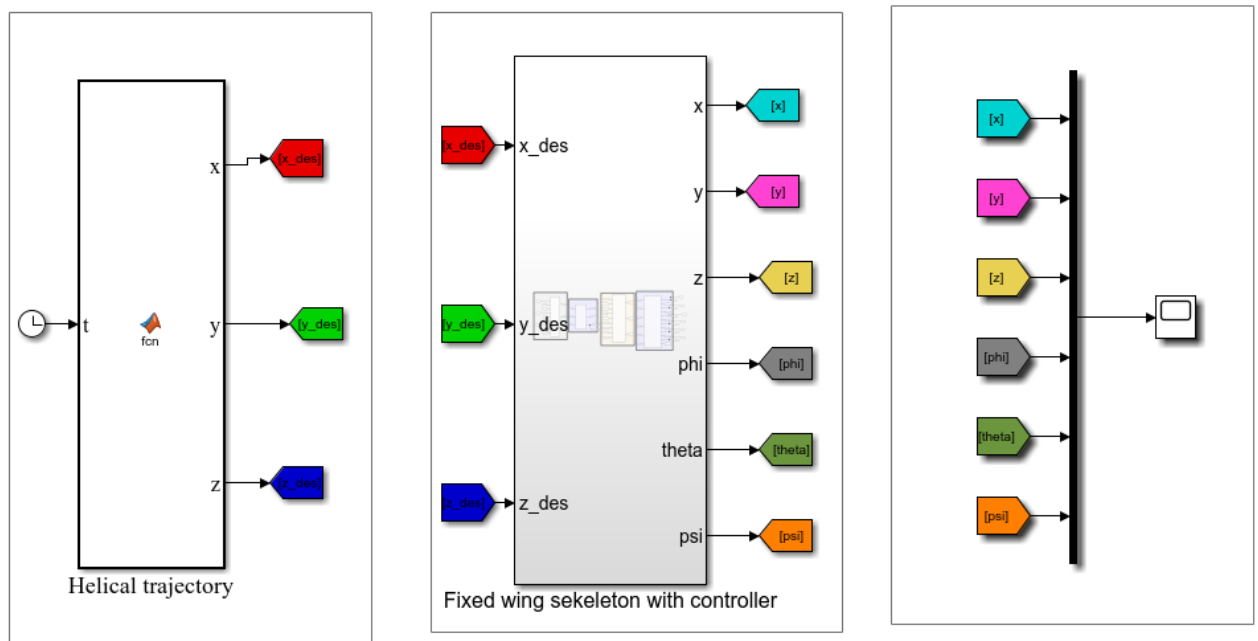 t
fcn
x
y
z
[x_des]
[y_des]
[z_des]
Helical trajectory
[x_des]
[y_des]
[z_des]
x_des
y_des
z_des
x
y
z
phi
theta
psi
[x]
[y]
[z]
[phi]
[theta]
[psi]
Fixed wing sekeleton with controller
[x]
[y]
[z]
[phi]
[theta]
[psi]